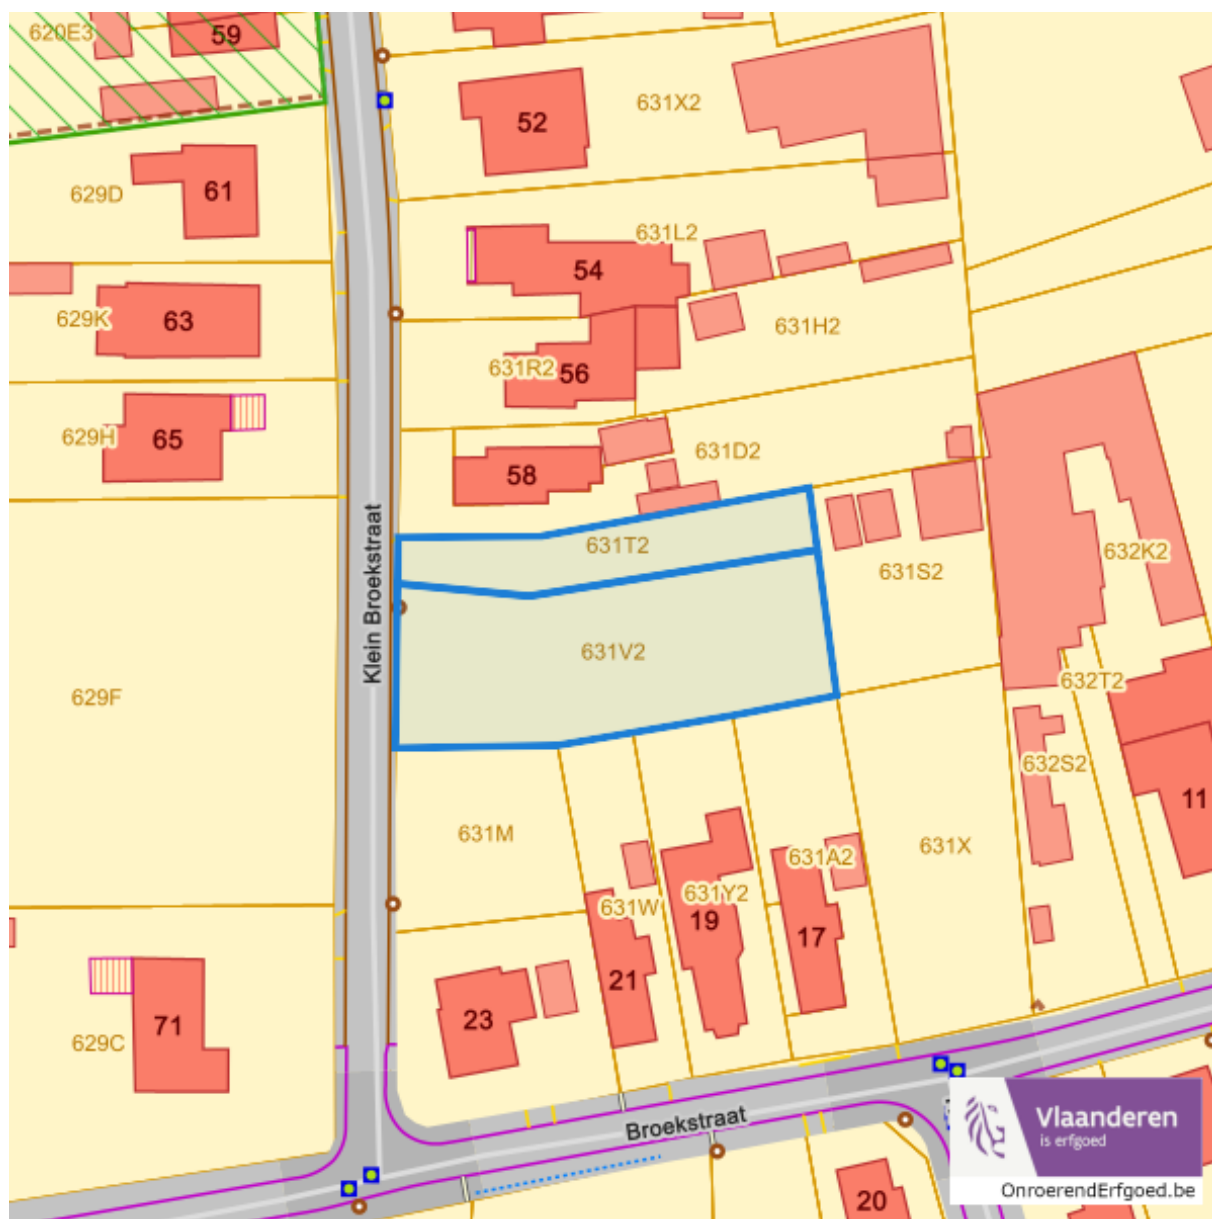 620E3
59
52
631X2
629D
61
631L2
54
629K
63
631H2
631R2
56
629H
65
58
631D2
Klein Broekstraat
631T2
632K2
631S2
631V2
629F
632T2
632S2
11
631M
631A2
631X
631W
631Y2
19
17
21
23
71
629C
Broekstraat
20
Vlaanderen
is erfgoed
OnroerendErfgoed.be